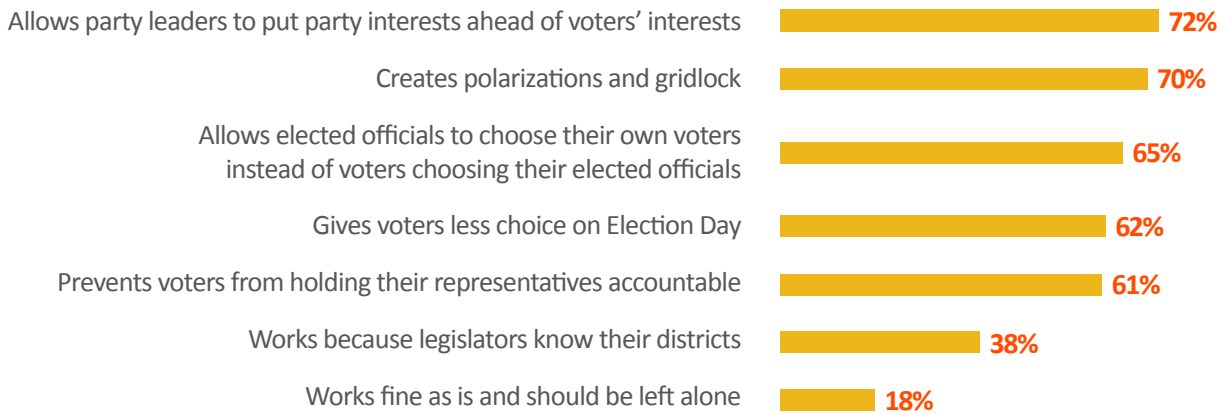 Allows party leaders to put party interests ahead of voters’ interests 72%
Creates polarizations and gridlock 70%
Allows elected officials to choose their own voters
instead of voters choosing their elected officials 65%
Gives voters less choice on Election Day 62%
Prevents voters from holding their representatives accountable 61%
Works because legislators know their districts 38%
Works fine as is and should be left alone 18%